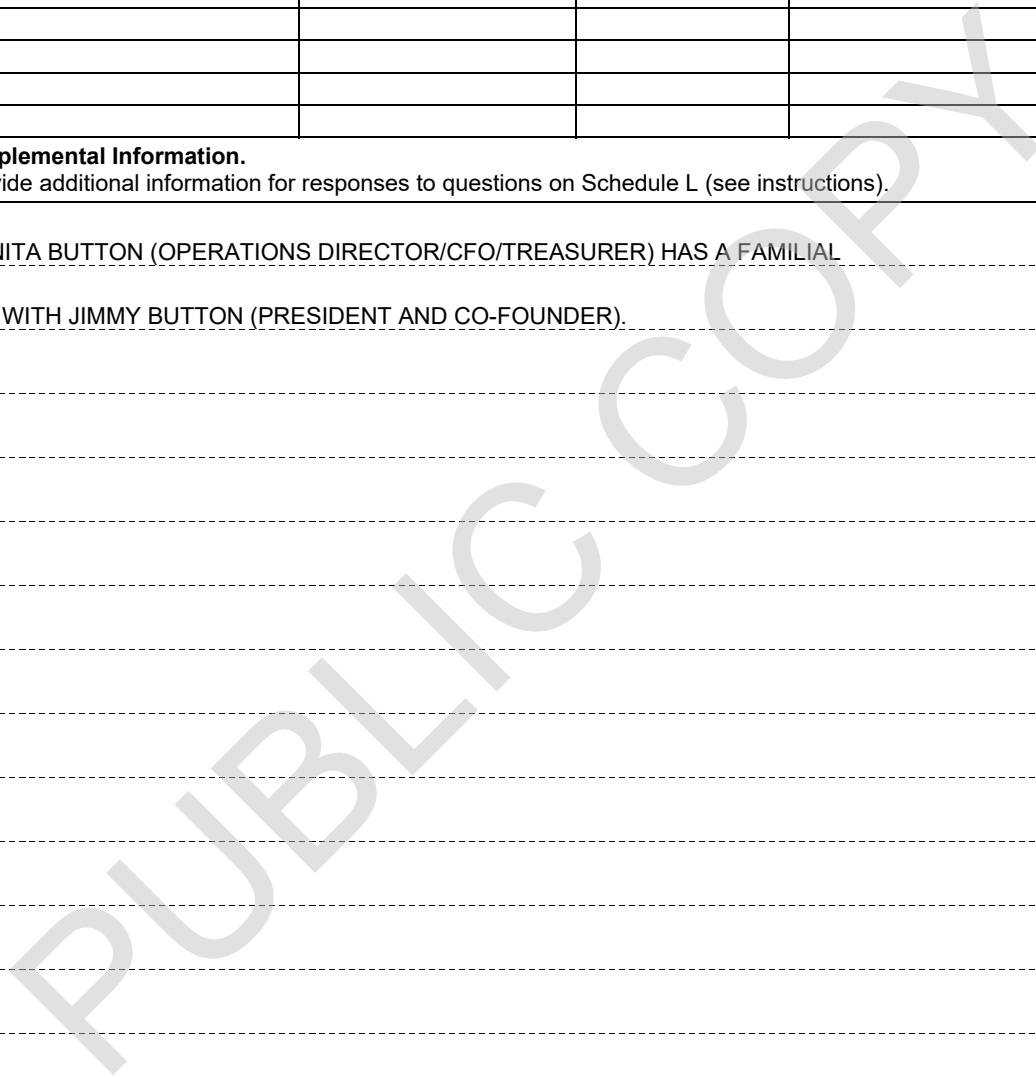 plemental Information.
vide additional information for responses to questions on Schedule L (see instructions).
NITA BUTTON (OPERATIONS DIRECTOR/CFO/TREASURER) HAS A FAMILIAL
WITH JIMMY BUTTON (PRESIDENT AND CO-FOUNDER).
PUBLIC COPY